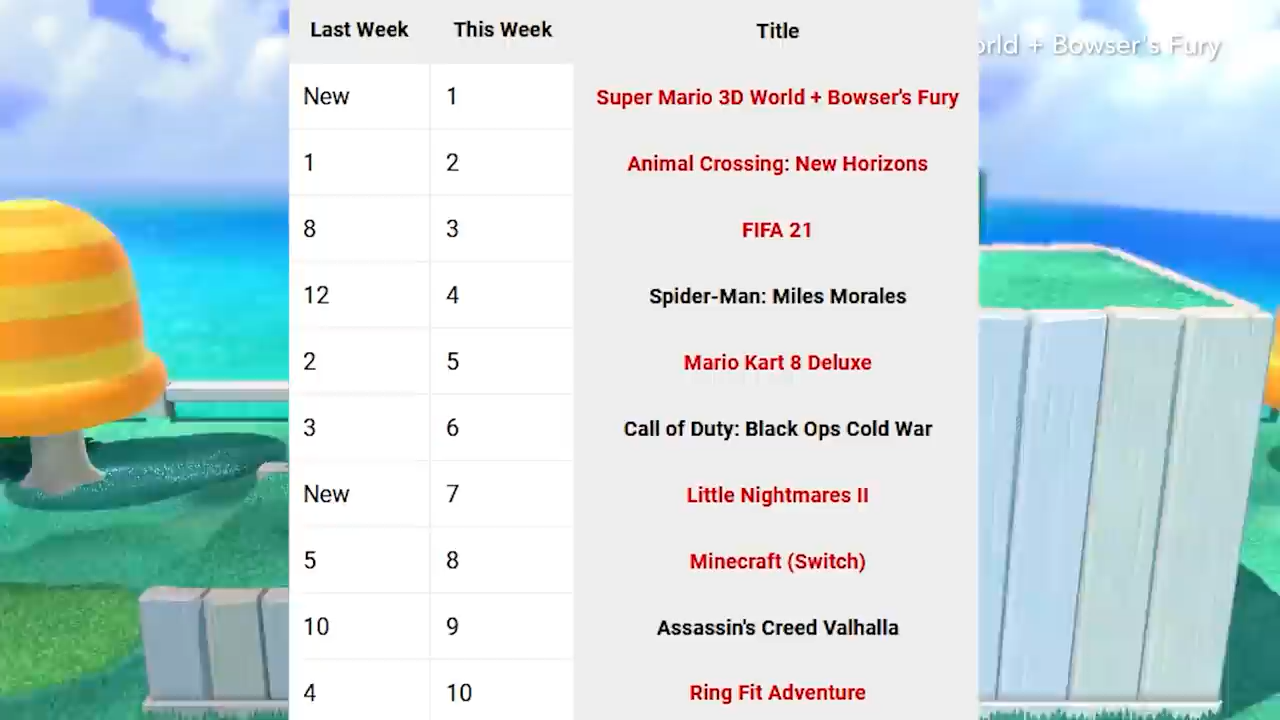 Last Week This Week Title
orld + Bowser's Fury
New 1 Super Mario 3D World + Bowser's Fury
1 2 Animal Crossing: New Horizons
8 3 FIFA 21
12 4 Spider-Man: Miles Morales
2 5 Mario Kart 8 Deluxe
3 6 Call of Duty: Black Ops Cold War
New 7 Little Nightmares II
5 8 Minecraft (Switch)
10 9 Assassin's Creed Valhalla
4 10 Ring Fit Adventure